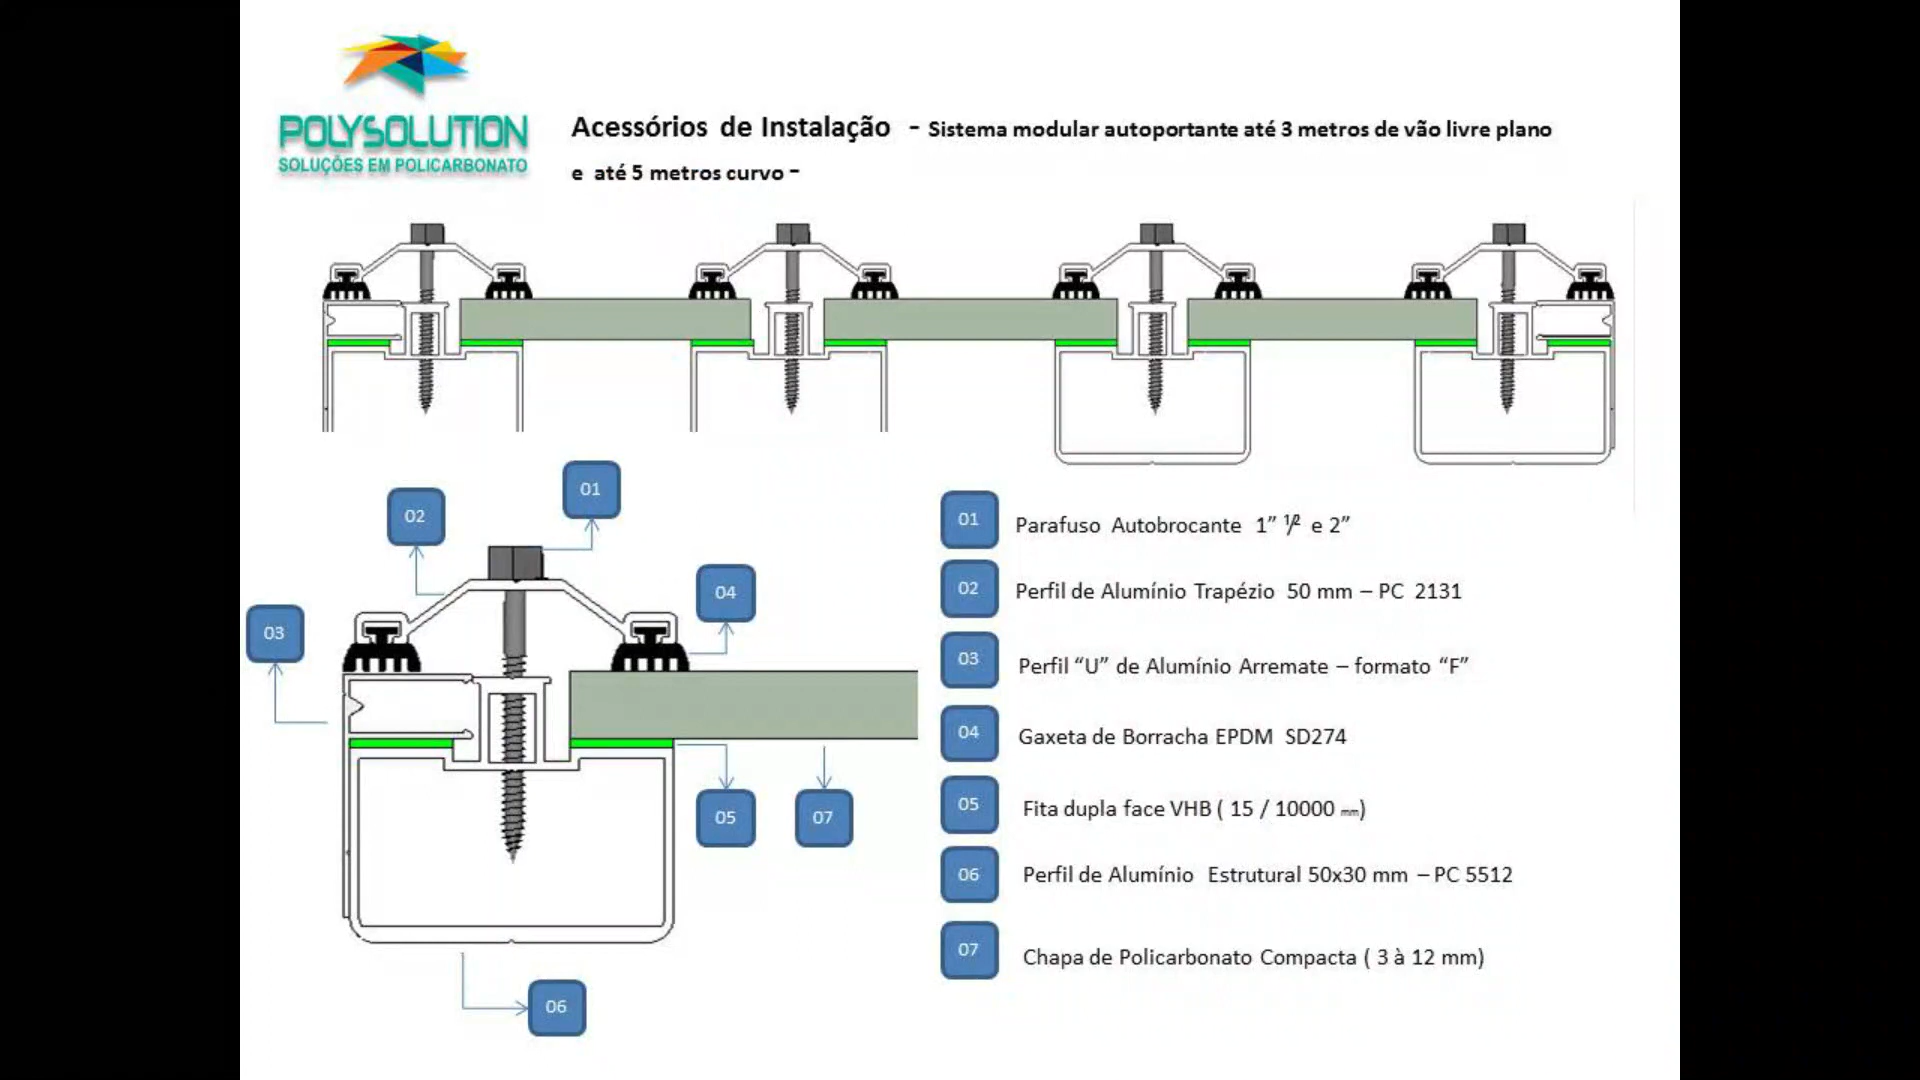 POLYSOLUTION
SOLUÇÕES EM POLICARBONATO
Acessórios de Instalação - Sistema modular autoportante até 3 metros de vão livre plano
e até 5 metros curvo -
01
02
03
04
05
07
06
01 Parafuso Autobrocante 1” 1/2 e 2”
02 Perfil de Alumínio Trapézio 50 mm – PC 2131
03 Perfil “U” de Alumínio Arremate – formato “F”
04 Gaxeta de Borracha EPDM SD274
05 Fita dupla face VHB ( 15 / 10000 mm)
06 Perfil de Alumínio Estrutural 50x30 mm – PC 5512
07 Chapa de Policarbonato Compacta ( 3 à 12 mm)